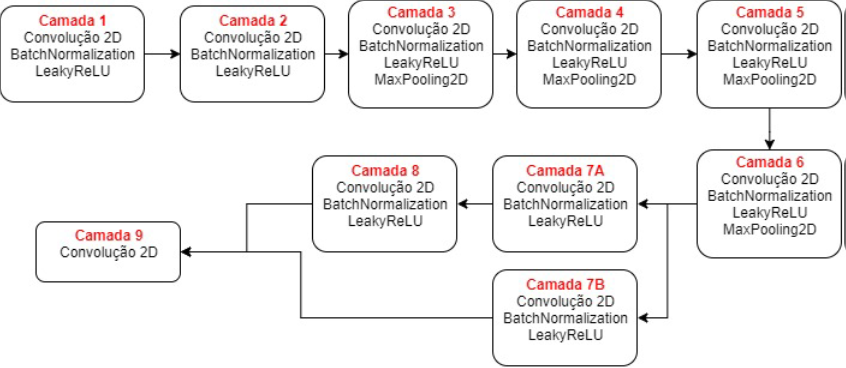 Camada 1
Convolução 2D
BatchNormalization
LeakyReLU
Camada 2
Convolução 2D
BatchNormalization
LeakyReLU
Camada 3
Convolução 2D
BatchNormalization
LeakyReLU
MaxPooling2D
Camada 4
Convolução 2D
BatchNormalization
LeakyReLU
MaxPooling2D
Camada 5
Convolução 2D
BatchNormalization
LeakyReLU
MaxPooling2D
Camada 6
Convolução 2D
BatchNormalization
LeakyReLU
MaxPooling2D
Camada 7A
Convolução 2D
BatchNormalization
LeakyReLU
Camada 8
Convolução 2D
BatchNormalization
LeakyReLU
Camada 7B
Convolução 2D
BatchNormalization
LeakyReLU
Camada 9
Convolução 2D